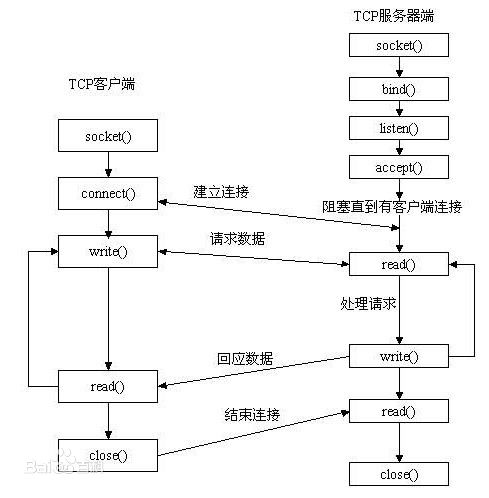 TCP服务器端
socket()
bind()
listen()
accept()
阻塞直到有客户端连接
read()
处理请求
write()
read()
close()
TCP客户端
socket()
connect()
write()
read()
close()
建立连接
请求数据
回应数据
结束连接
Baidu百科